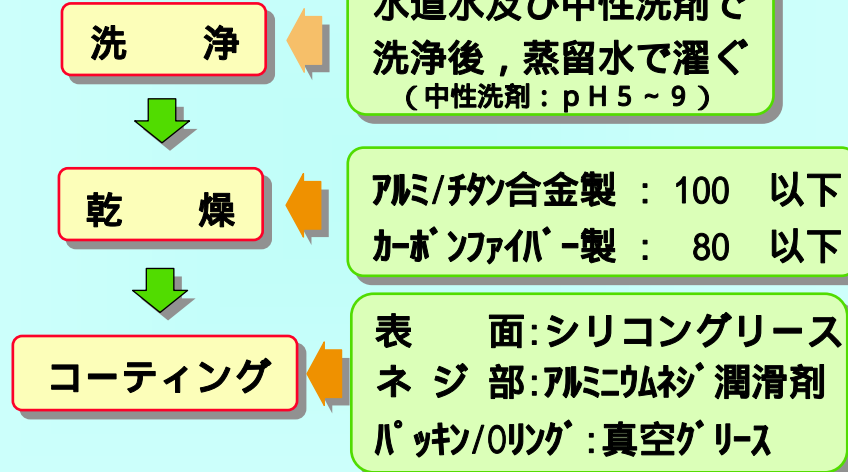 水道水及び中性洗剤で
洗　浄
洗浄後，蒸留水で濯ぐ
（中性洗剤：ｐＨ５～９）
乾　燥
ｱﾙﾐ/ﾁﾀﾝ合金製 ： 100　以下
ｶｰﾎﾞﾝﾌｧｲﾊﾞｰ製 ： 80　以下
コーティング
表　面:シリコングリース
ネ ジ 部:ｱﾙﾐﾆｳﾑﾈｼﾞ潤滑剤
ﾊﾟｯｷﾝ/Oﾘﾝｸﾞ:真空ｸﾞﾘｰｽ